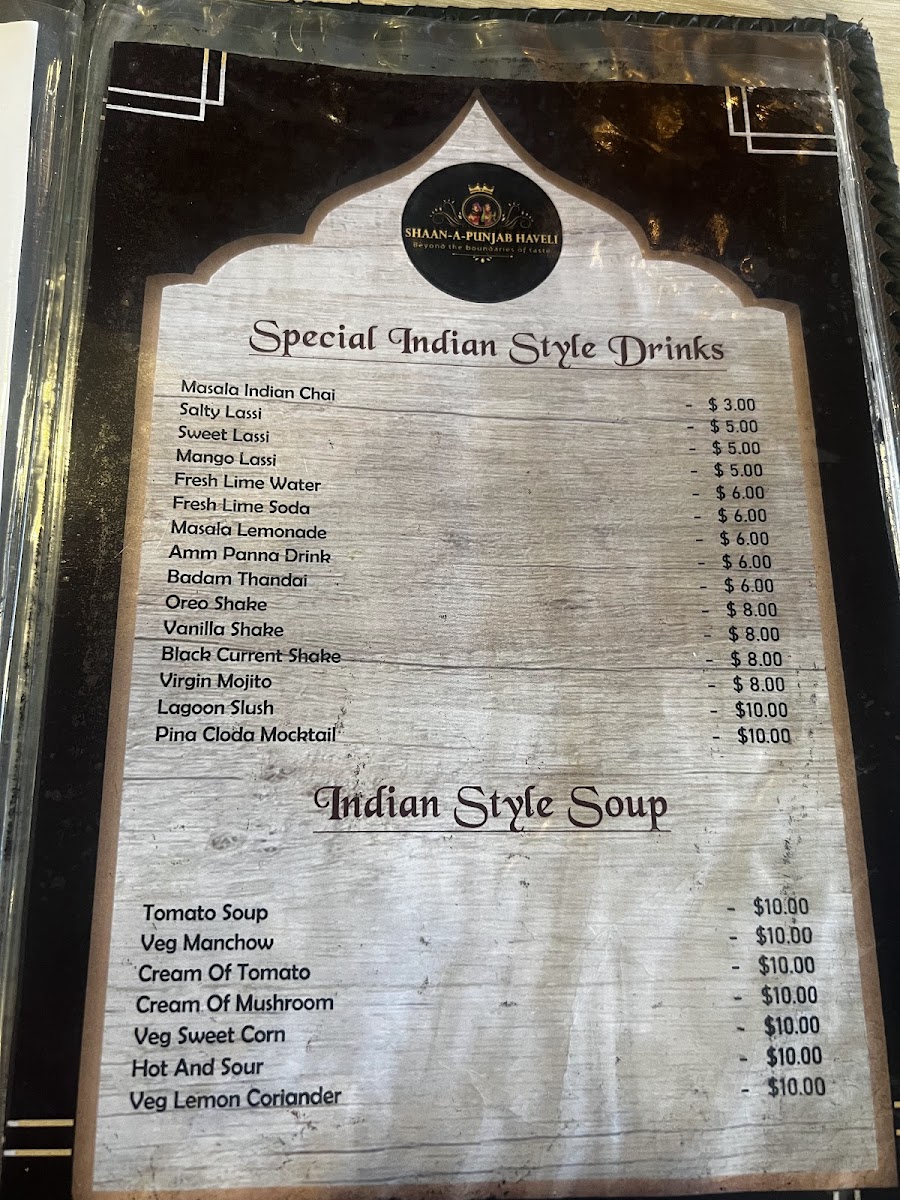 SHAAN-A-PUNJAB HAVELI
Beyond the boundaries of taste
Special Indian Style Drinks
Masala Indian Chai - $ 3.00
Salty Lassi - $ 5.00
Sweet Lassi - $ 5.00
Mango Lassi - $ 5.00
Fresh Lime Water - $ 6.00
Fresh Lime Soda - $ 6.00
Masala Lemonade - $ 6.00
Amm Panna Drink - $ 6.00
Badam Thandai - $ 6.00
Oreo Shake - $ 8.00
Vanilla Shake - $ 8.00
Black Current Shake - $ 8.00
Virgin Mojito - $ 8.00
Lagoon Slush - $10.00
Pina Cloda Mocktail - $10.00
Indian Style Soup
Tomato Soup - $10.00
Veg Manchow - $10.00
Cream Of Tomato - $10.00
Cream Of Mushroom - $10.00
Veg Sweet Corn - $10.00
Hot And Sour - $10.00
Veg Lemon Coriander - $10.00